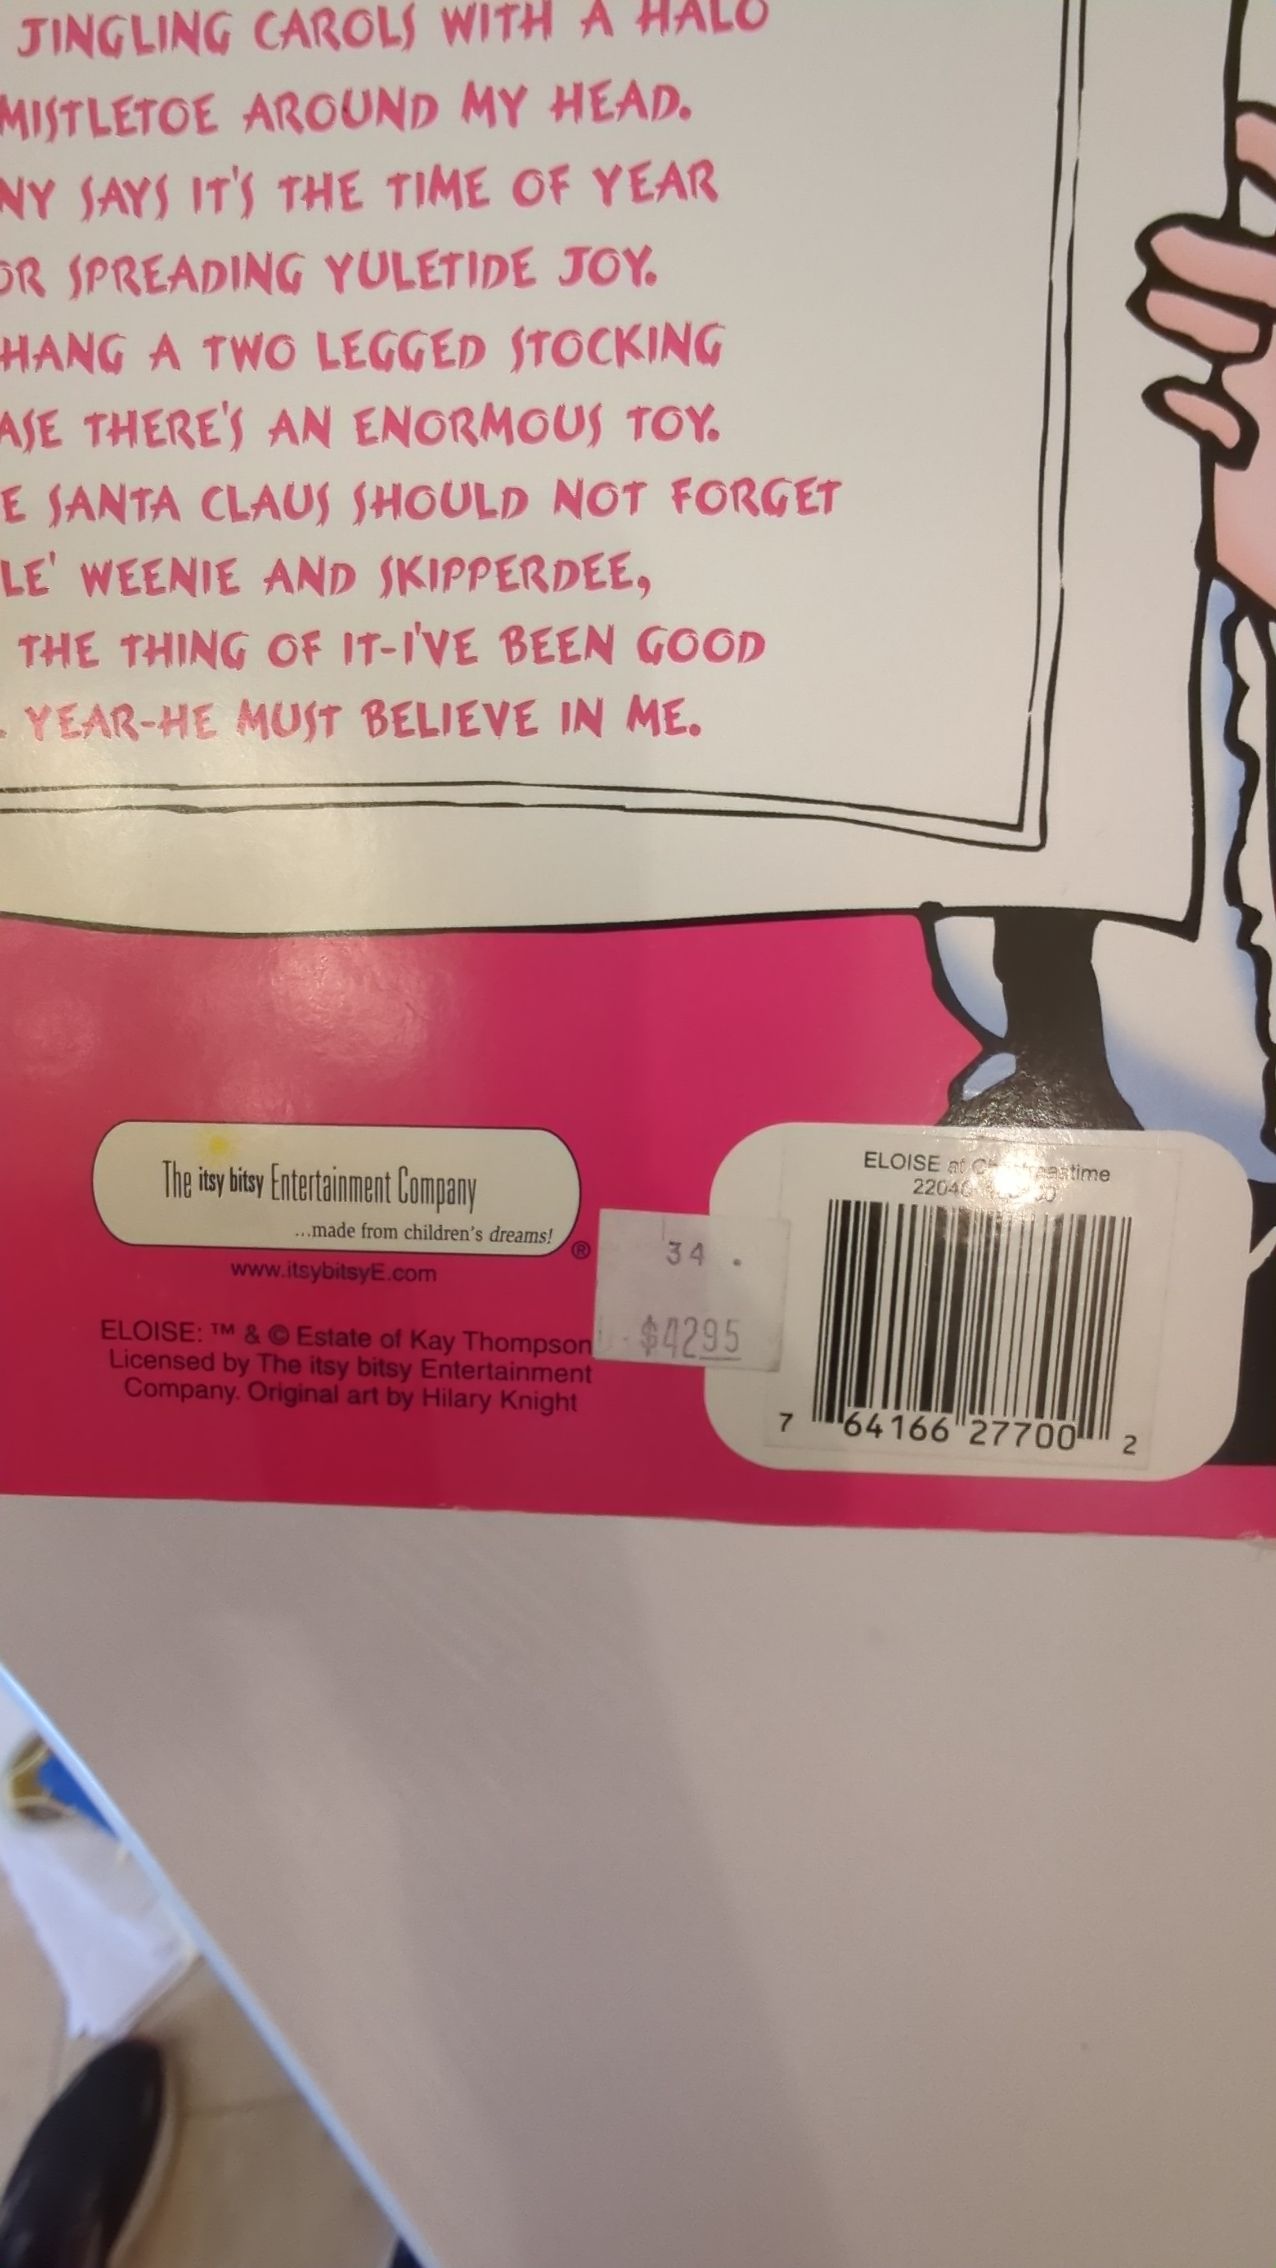 JINGLING CAROLS WITH A HALO
MISTLETOE AROUND MY HEAD.
NY SAYS IT'S THE TIME OF YEAR
OR SPREADING YULETIDE JOY.
HANG A TWO LEGGED STOCKING
ASE THERE'S AN ENORMOUS TOY.
E SANTA CLAUS SHOULD NOT FORGET
LE' WEENIE AND SKIPPERDEE,
THE THING OF IT-I'VE BEEN GOOD
YEAR-HE MUST BELIEVE IN ME.
The itsy bitsy Entertainment Company
...made from children's dreams!
®
www.itsybitsyE.com
ELOISE: ™ & © Estate of Kay Thompson
Licensed by The itsy bitsy Entertainment
Company. Original art by Hilary Knight
34 .
$4295
ELOISE at Christmastime
7 64166 27700 2